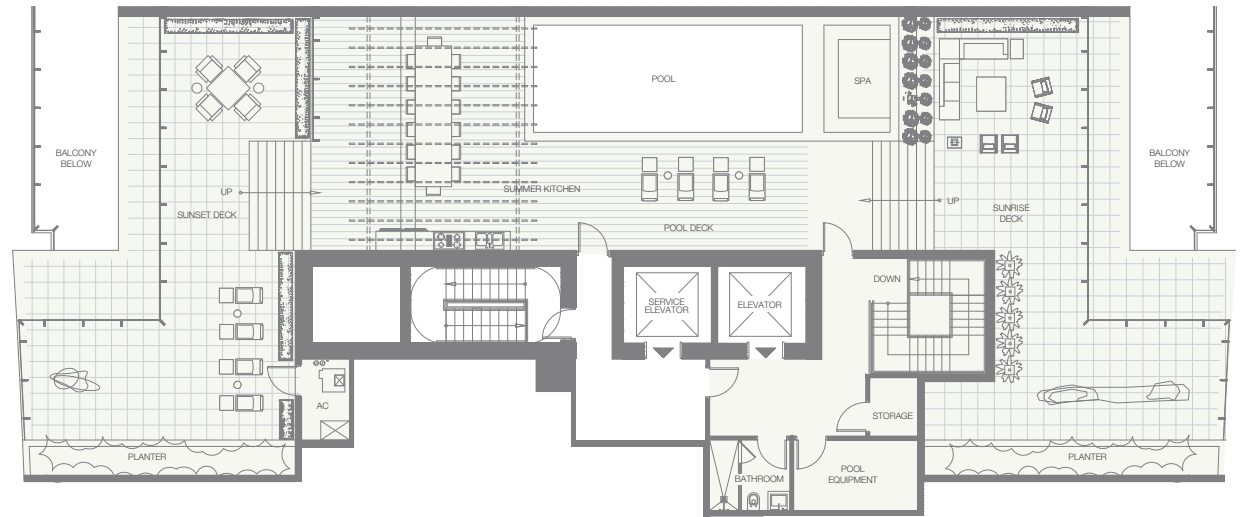 POOL
SPA
BALCONY
BELOW
BALCONY
BELOW
UP
SUMMER KITCHEN
UP
SUNSET DECK
SUNRISE
DECK
POOL DECK
DOWN
SERVICE
ELEVATOR
ELEVATOR
AC
STORAGE
PLANTER
PLANTER
BATHROOM
POOL
EQUIPMENT